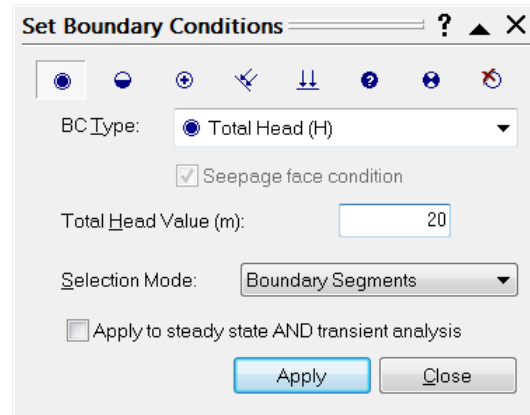 Set Boundary Conditions
BC Type: Total Head (H)
Seepage face condition
Total Head Value (m): 20
Selection Mode: Boundary Segments
Apply to steady state AND transient analysis
Apply Close